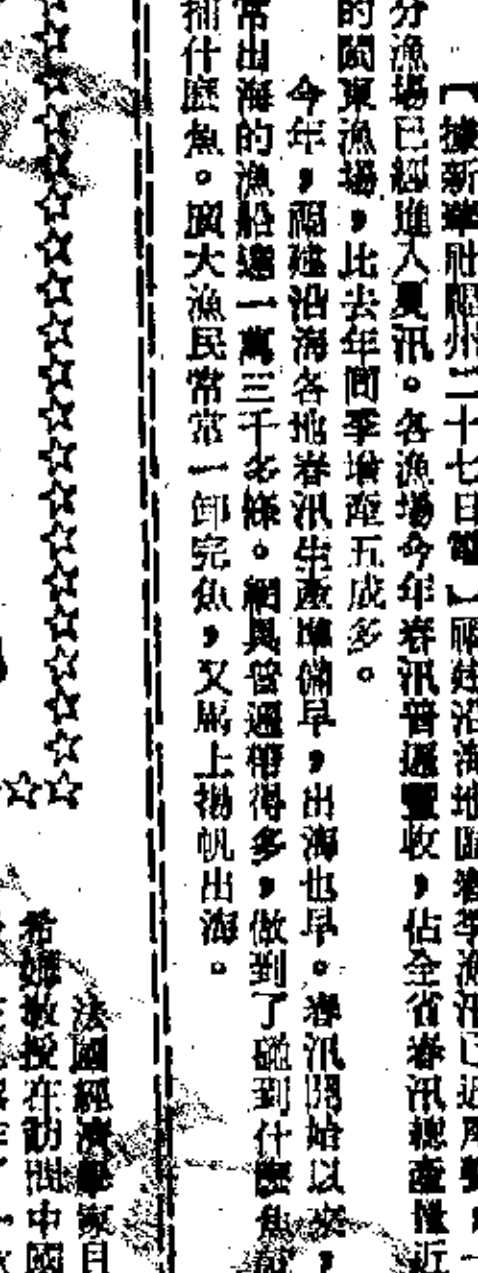 【據新華社福州二十七日電】福建沿海地區春季漁汛已近尾聲，一
分漁場已經進入夏汛。各漁場今年春汛普遍豐收，佔全省春汛總產量近
的閩東漁場，比去年同季增產五成多。
今年，福建沿海各地春汛生產準備早，出海也早。春汛開始以來，
常出海的漁船達一萬三千多條。網具普遍帶得多，做到了碰到什麼魚
捕什麼魚。廣大漁民常常一卸完魚，又馬上揚帆出海。
法國經濟學家貝
希娜教授在訪問中國